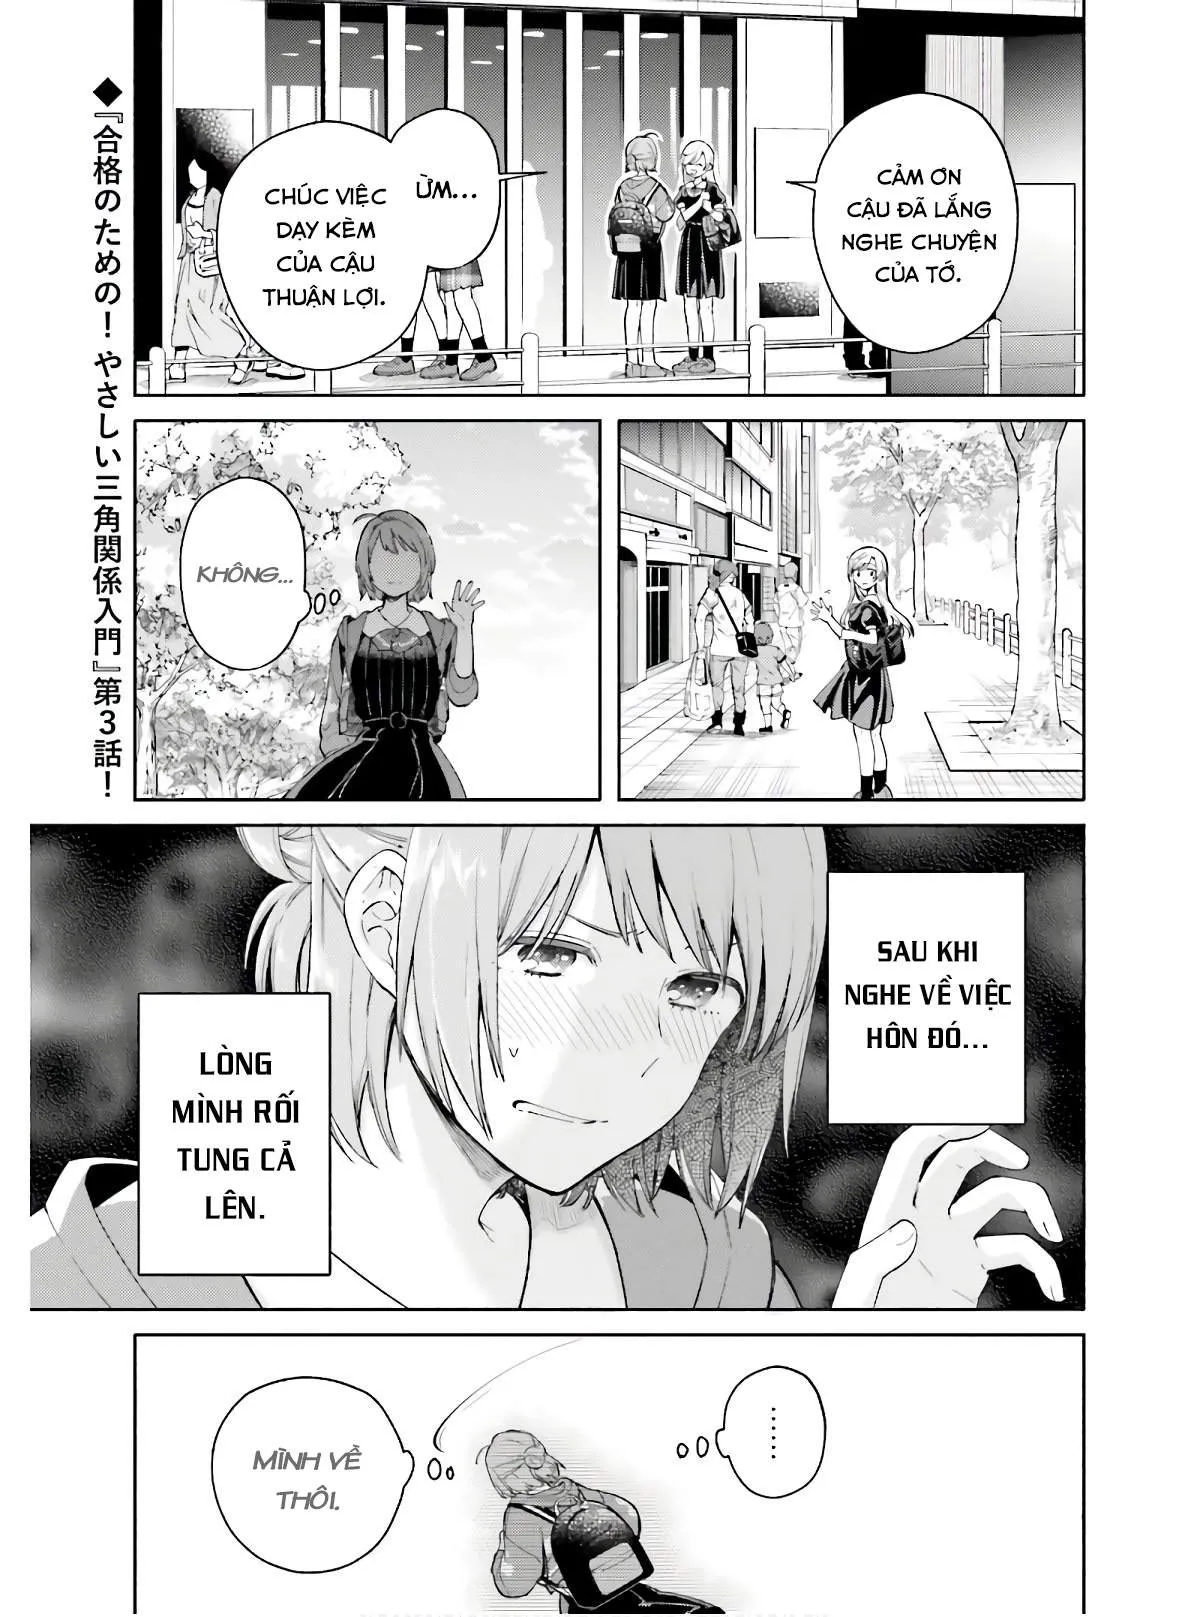 ◆『合格のための！やさしい三角関係入門』第3話！
CẢM ƠN
CẬU ĐÃ LẮNG
NGHE CHUYỆN
CỦA TỚ.
ỪM...
CHÚC VIỆC
DẠY KÈM
CỦA CẬU
THUẬN LỢI.
KHÔNG...
SAU KHI
NGHE VỀ VIỆC
HÔN ĐÓ...
LÒNG
MÌNH RỐI
TUNG CẢ
LÊN.
………
MÌNH VỀ
THÔI.